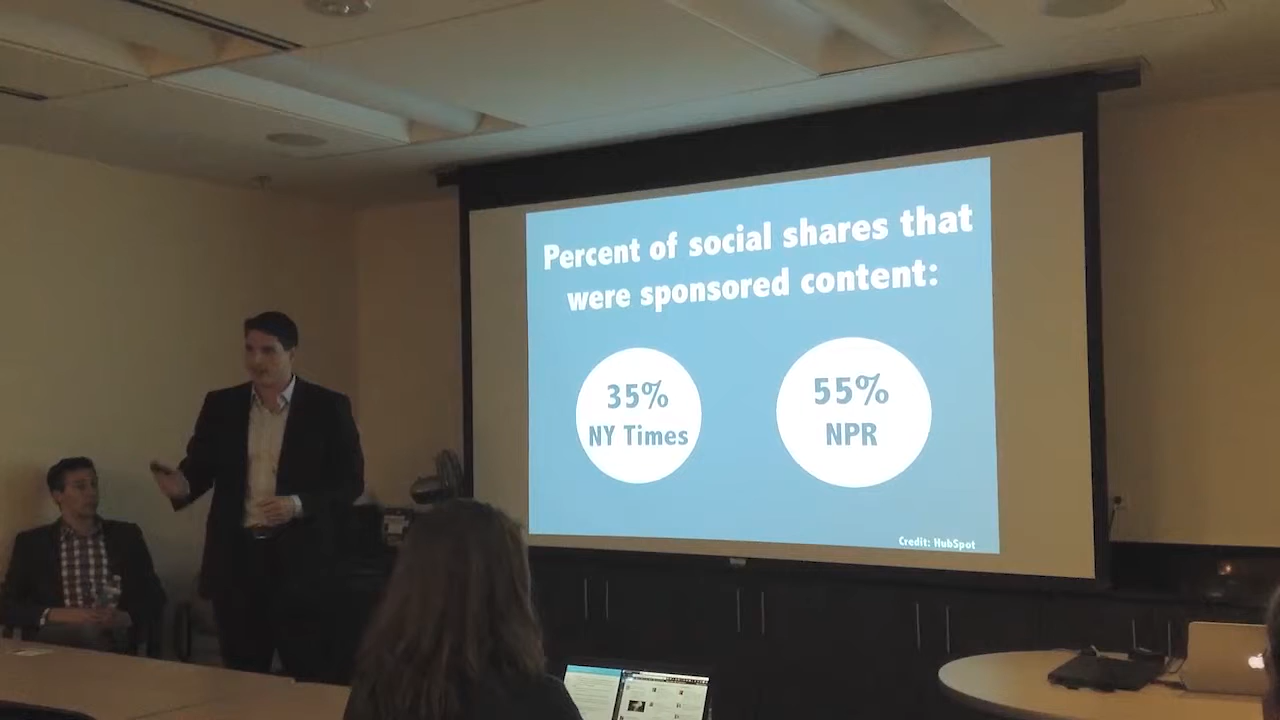 Percent of social shares that
were sponsored content:
35%
NY Times
55%
NPR
Credit: HubSpot